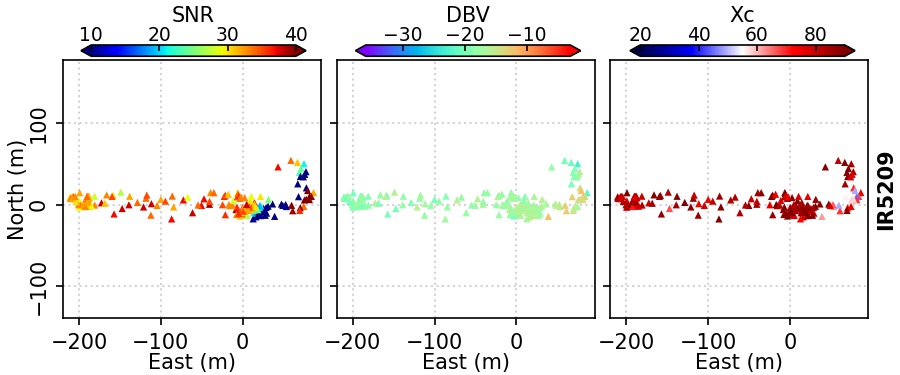 SNR DBV Xc
10 20 30 40 −30 −20 −10 20 40 60 80
100
North (m)
0
−100
IR5209
−200 −100 0 −200 −100 0 −200 −100 0
East (m) East (m) East (m)